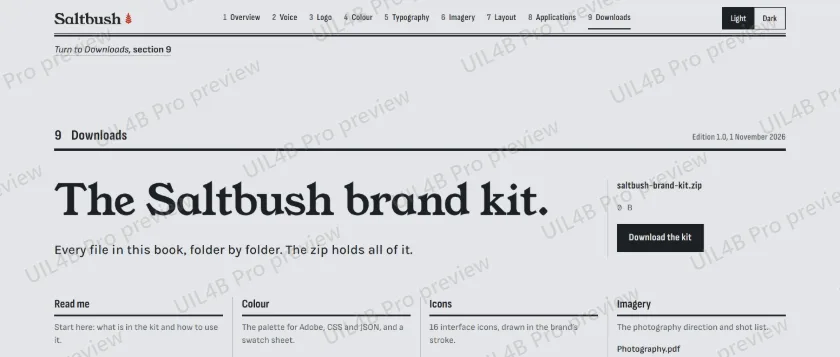 Saltbush
1 Overview 2 Voice 3 Logo 4 Colour 5 Typography 6 Imagery 7 Layout 8 Applications 9 Downloads
Light Dark
Turn to Downloads, section 9
9 Downloads
Edition 1.0, 1 November 2026
The Saltbush brand kit.
Every file in this book, folder by folder. The zip holds all of it.
saltbush-brand-kit.zip
0 B
Download the kit
Read me
Start here: what is in the kit and how to use
it.
Colour
The palette for Adobe, CSS and JSON, and a
swatch sheet.
Icons
16 interface icons, drawn in the brand's
stroke.
Imagery
The photography direction and shot list.
Photography.pdf
UIL4B Pro preview